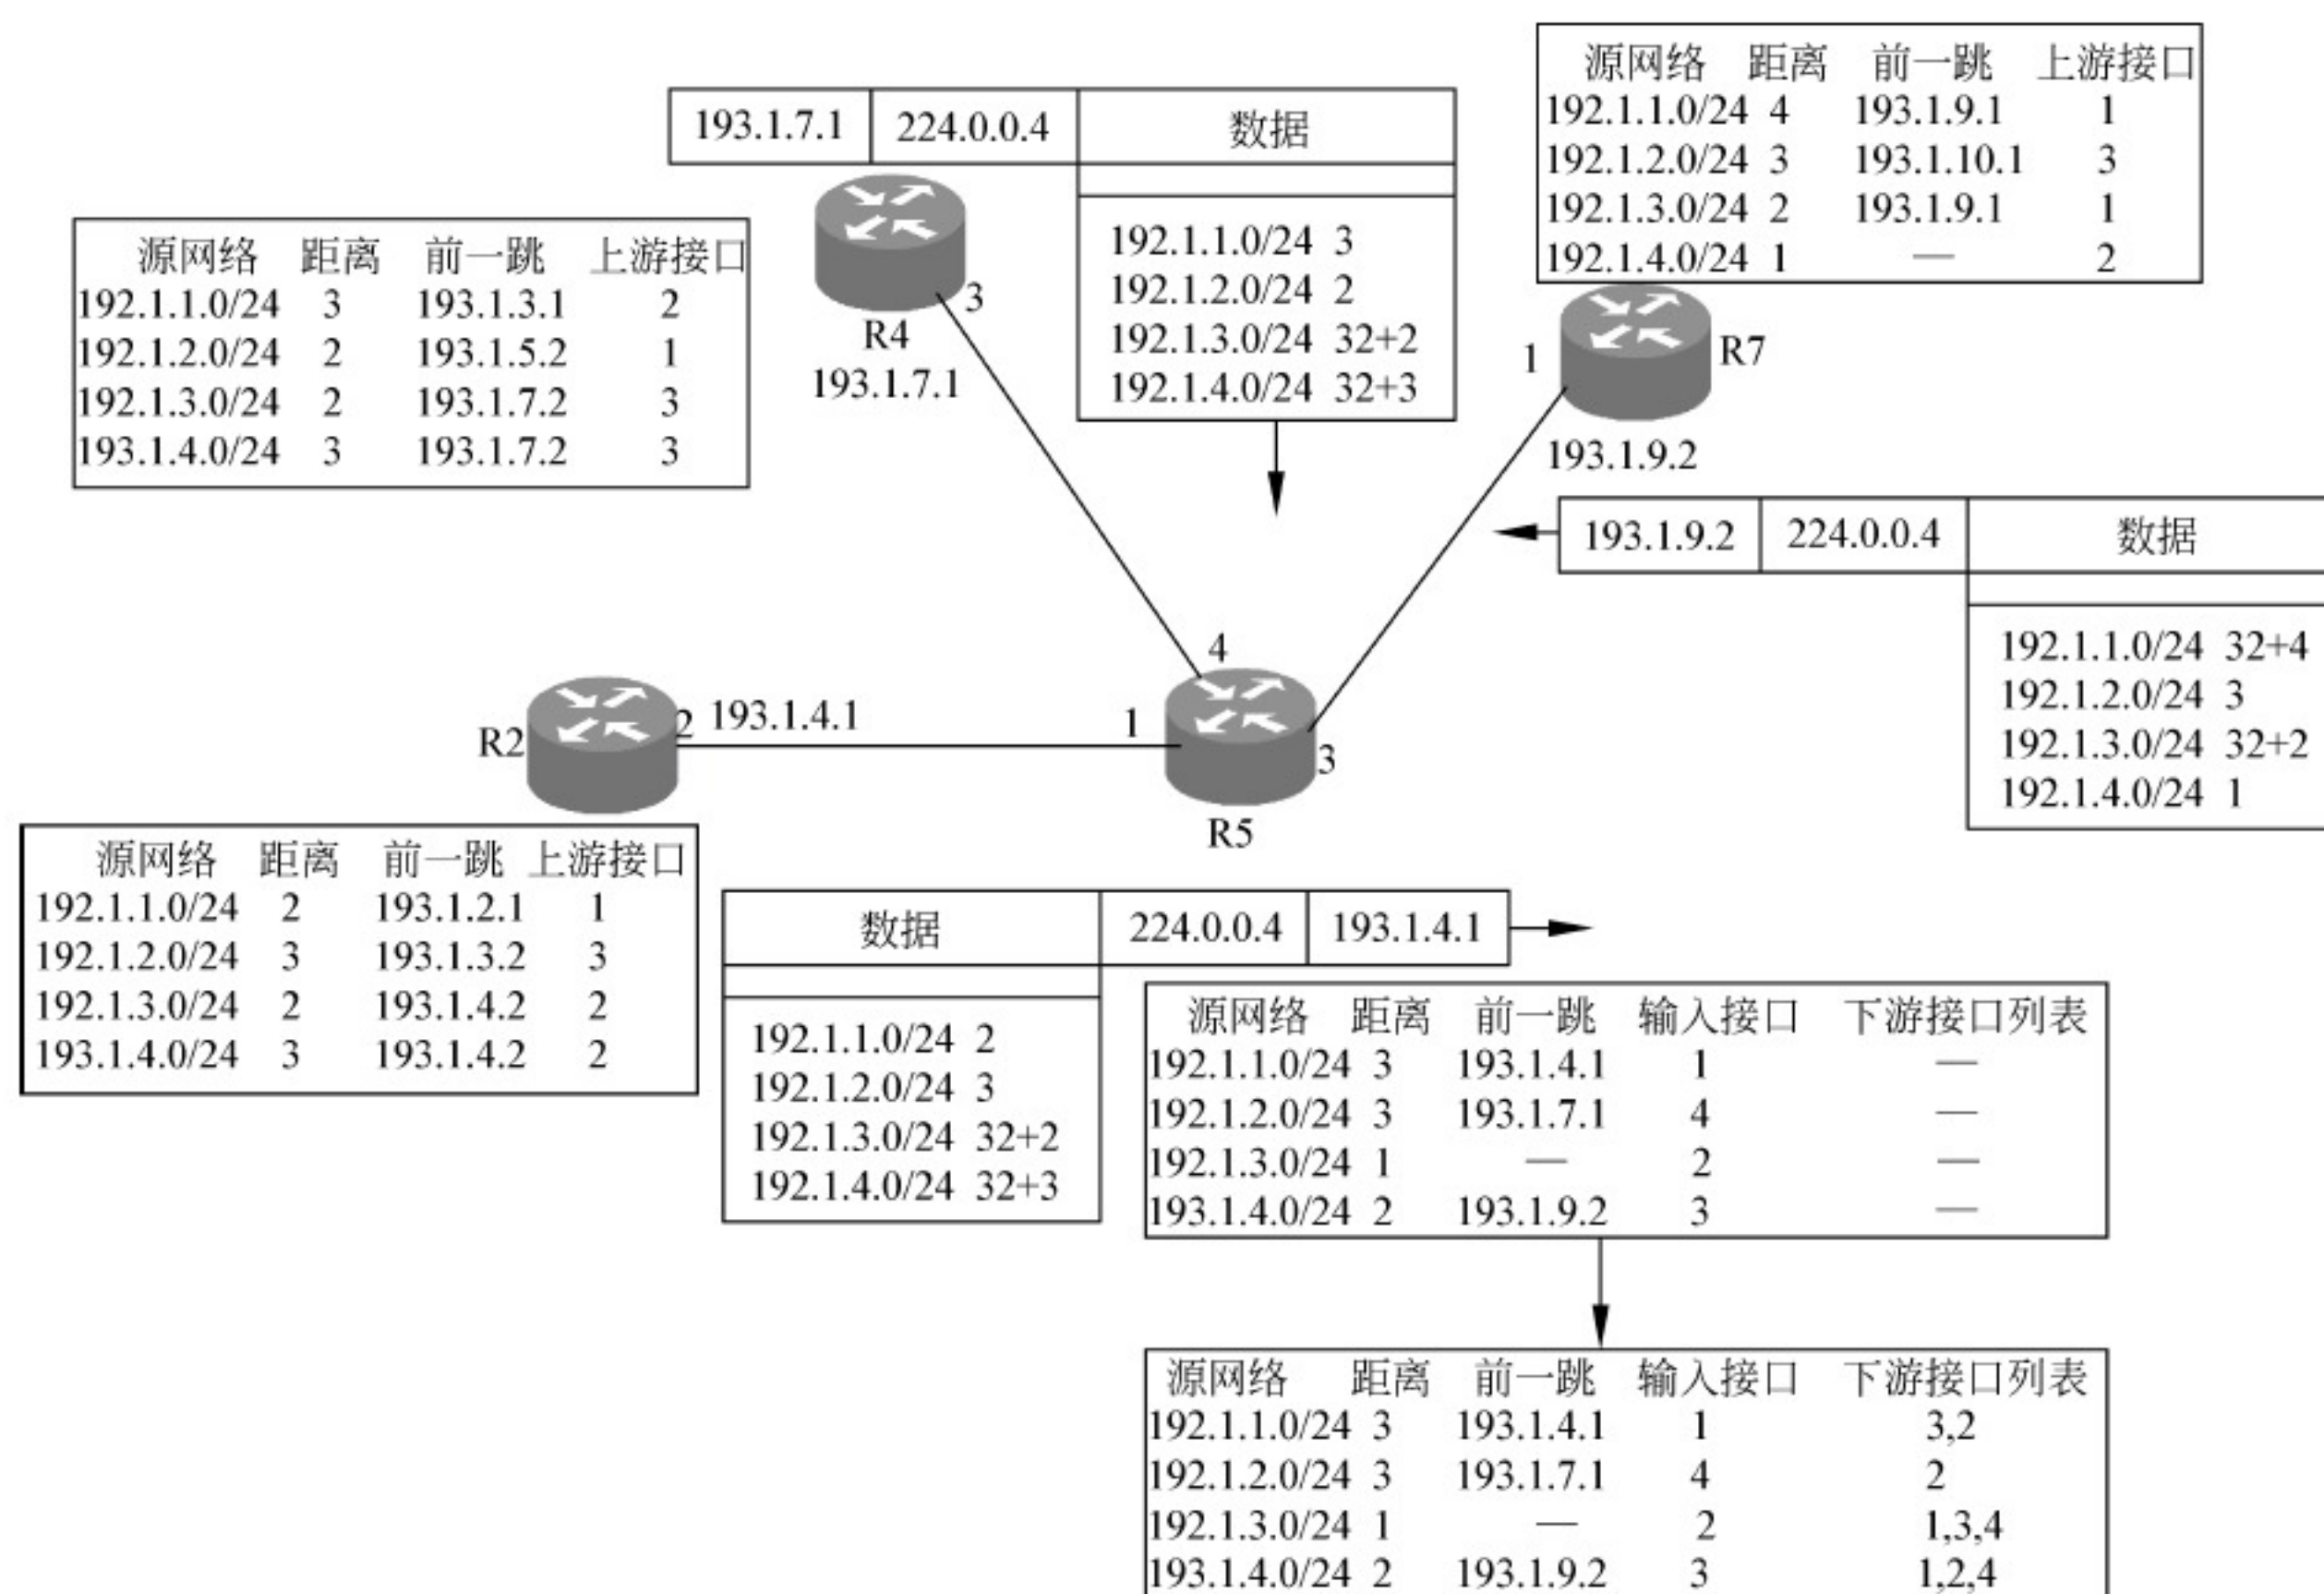 193.1.7.1 224.0.0.4 数据
192.1.1.0/24 3
192.1.2.0/24 2
192.1.3.0/24 32+2
192.1.4.0/24 32+3
源网络 距离 前一跳 上游接口
192.1.1.0/24 4 193.1.9.1 1
192.1.2.0/24 3 193.1.10.1 3
192.1.3.0/24 2 193.1.9.1 1
192.1.4.0/24 1 — 2
源网络 距离 前一跳 上游接口
192.1.1.0/24 3 193.1.3.1 2
192.1.2.0/24 2 193.1.5.2 1
192.1.3.0/24 2 193.1.7.2 3
193.1.4.0/24 3 193.1.7.2 3
3
R4
193.1.7.1
1
R7
193.1.9.2
193.1.9.2 224.0.0.4 数据
192.1.1.0/24 32+4
192.1.2.0/24 3
192.1.3.0/24 32+2
192.1.4.0/24 1
4
R2
2 193.1.4.1
1
3
R5
源网络 距离 前一跳 上游接口
192.1.1.0/24 2 193.1.2.1 1
192.1.2.0/24 3 193.1.3.2 3
192.1.3.0/24 2 193.1.4.2 2
193.1.4.0/24 3 193.1.4.2 2
数据 224.0.0.4 193.1.4.1
192.1.1.0/24 2
192.1.2.0/24 3
192.1.3.0/24 32+2
192.1.4.0/24 32+3
源网络 距离 前一跳 输入接口 下游接口列表
192.1.1.0/24 3 193.1.4.1 1 —
192.1.2.0/24 3 193.1.7.1 4 —
192.1.3.0/24 1 — 2 —
193.1.4.0/24 2 193.1.9.2 3 —
源网络 距离 前一跳 输入接口 下游接口列表
192.1.1.0/24 3 193.1.4.1 1 3,2
192.1.2.0/24 3 193.1.7.1 4 2
192.1.3.0/24 1 — 2 1,3,4
193.1.4.0/24 2 193.1.9.2 3 1,2,4